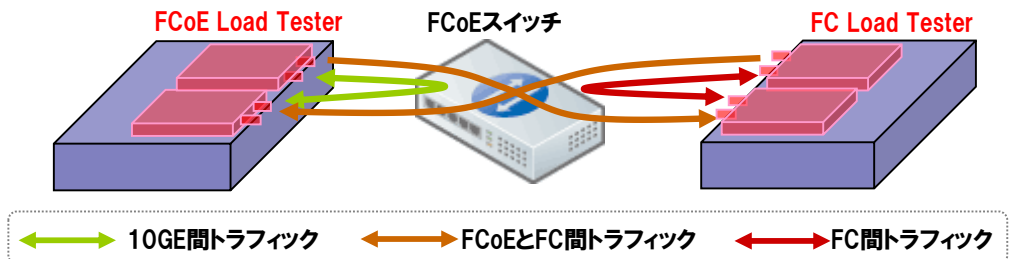 FCoE Load Tester
FCoEスイッチ
FC Load Tester
10GE間トラフィック
FCoEとFC間トラフィック
FC間トラフィック